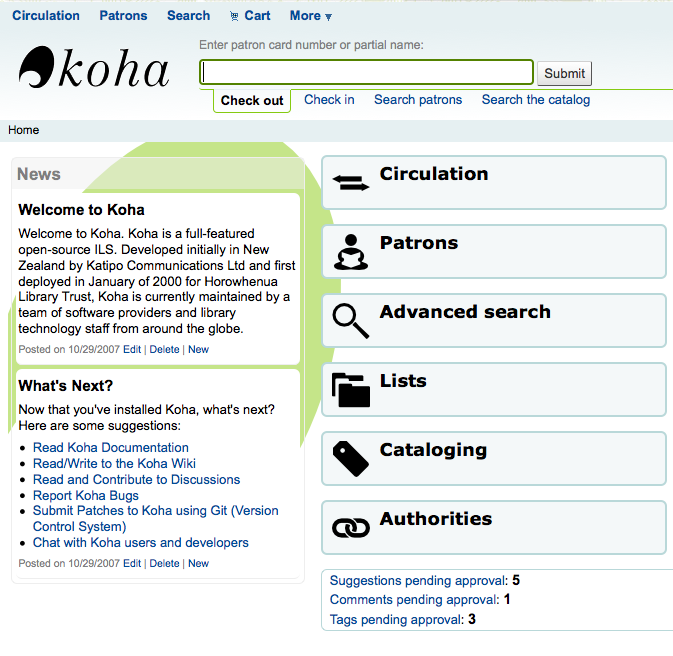 Circulation Patrons Search Cart More ▼
koha
Enter patron card number or partial name:
Submit
Check out Check in Search patrons Search the catalog
Home
News
Welcome to Koha
Welcome to Koha. Koha is a full-featured
open-source ILS. Developed initially in New
Zealand by Katipo Communications Ltd and first
deployed in January of 2000 for Horowhenua
Library Trust, Koha is currently maintained by a
team of software providers and library
technology staff from around the globe.
Posted on 10/29/2007 Edit | Delete | New
What's Next?
Now that you've installed Koha, what's next?
Here are some suggestions:
• Read Koha Documentation
• Read/Write to the Koha Wiki
• Read and Contribute to Discussions
• Report Koha Bugs
• Submit Patches to Koha using Git (Version
Control System)
• Chat with Koha users and developers
Posted on 10/29/2007 Edit | Delete | New
Circulation
Patrons
Advanced search
Lists
Cataloging
Authorities
Suggestions pending approval: 5
Comments pending approval: 1
Tags pending approval: 3